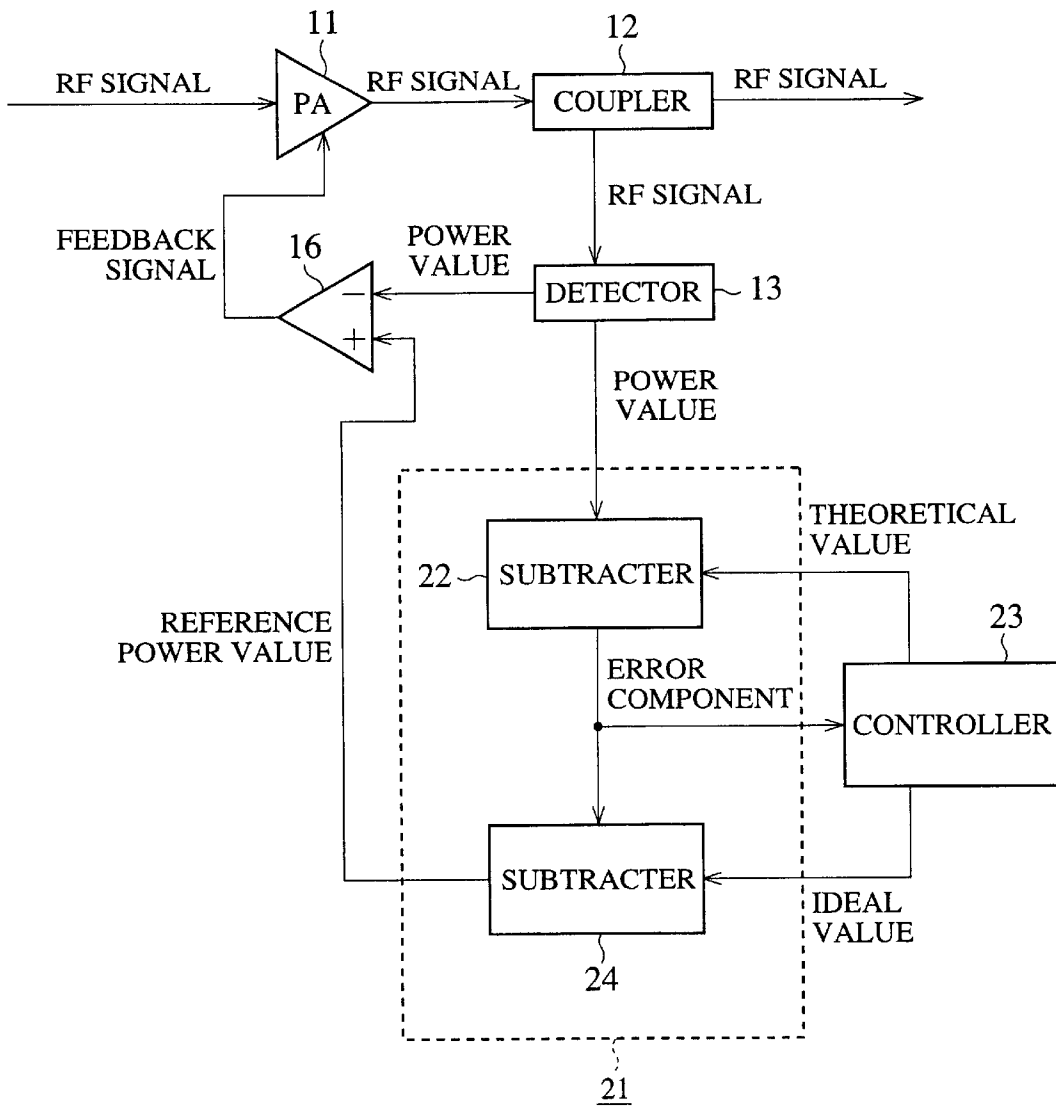 11
12
RF SIGNAL
PA
RF SIGNAL
COUPLER
RF SIGNAL
RF SIGNAL
FEEDBACK
SIGNAL
16
POWER
VALUE
−
+
DETECTOR
13
POWER
VALUE
22
SUBTRACTER
THEORETICAL
VALUE
REFERENCE
POWER VALUE
ERROR
COMPONENT
23
CONTROLLER
SUBTRACTER
24
IDEAL
VALUE
21